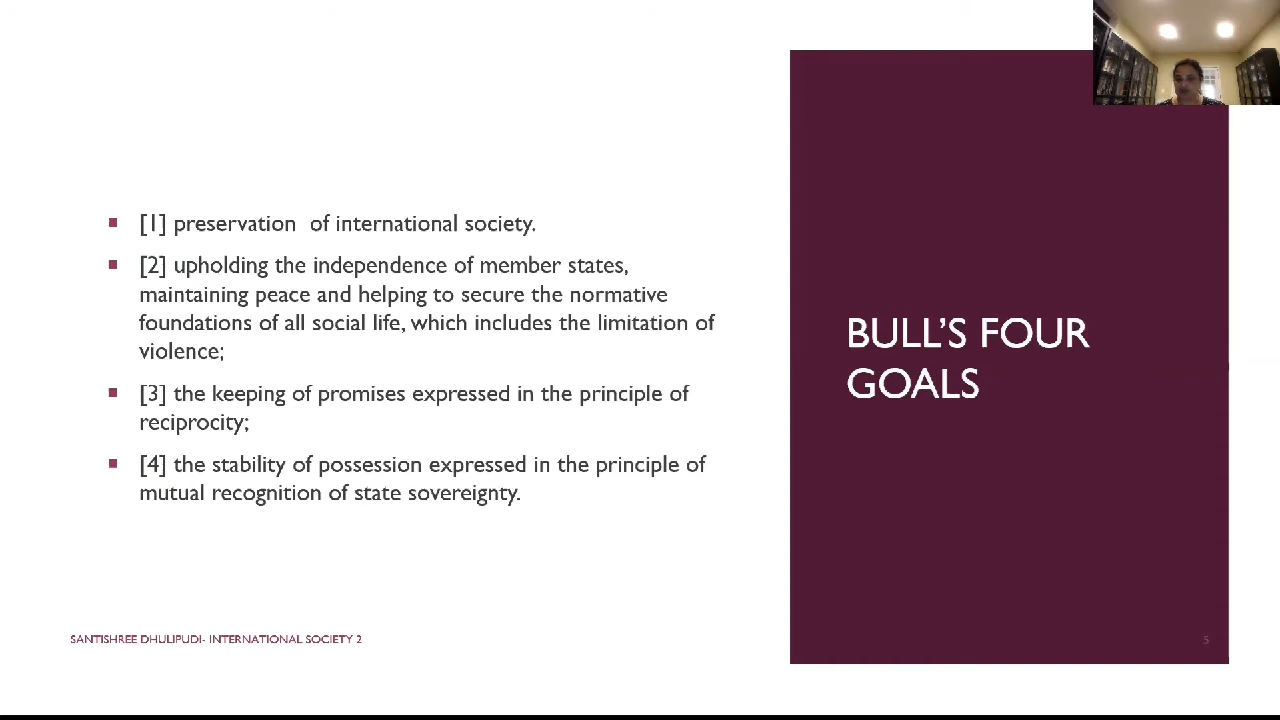 [1] preservation  of international society.
[2] upholding the independence of member states,
maintaining peace and helping to secure the normative
foundations of all social life, which includes the limitation of
violence;
[3] the keeping of promises expressed in the principle of
reciprocity;
[4] the stability of possession expressed in the principle of
mutual recognition of state sovereignty.
BULL'S FOUR
GOALS
SANTISHREE DHULIPUDI- INTERNATIONAL SOCIETY 2
5